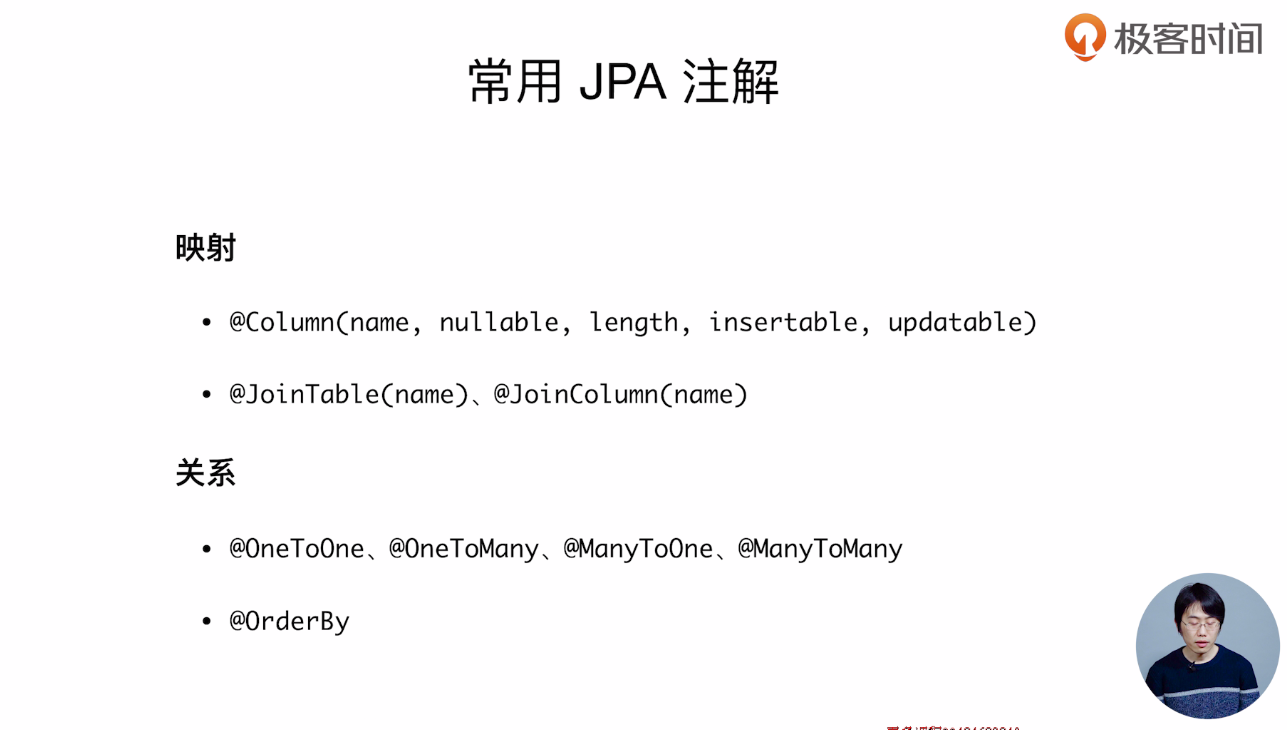 极客时间
常用 JPA 注解
映射
• @Column(name, nullable, length, insertable, updatable)
• @JoinTable(name)、@JoinColumn(name)
关系
• @OneToOne、@OneToMany、@ManyToOne、@ManyToMany
• @OrderBy